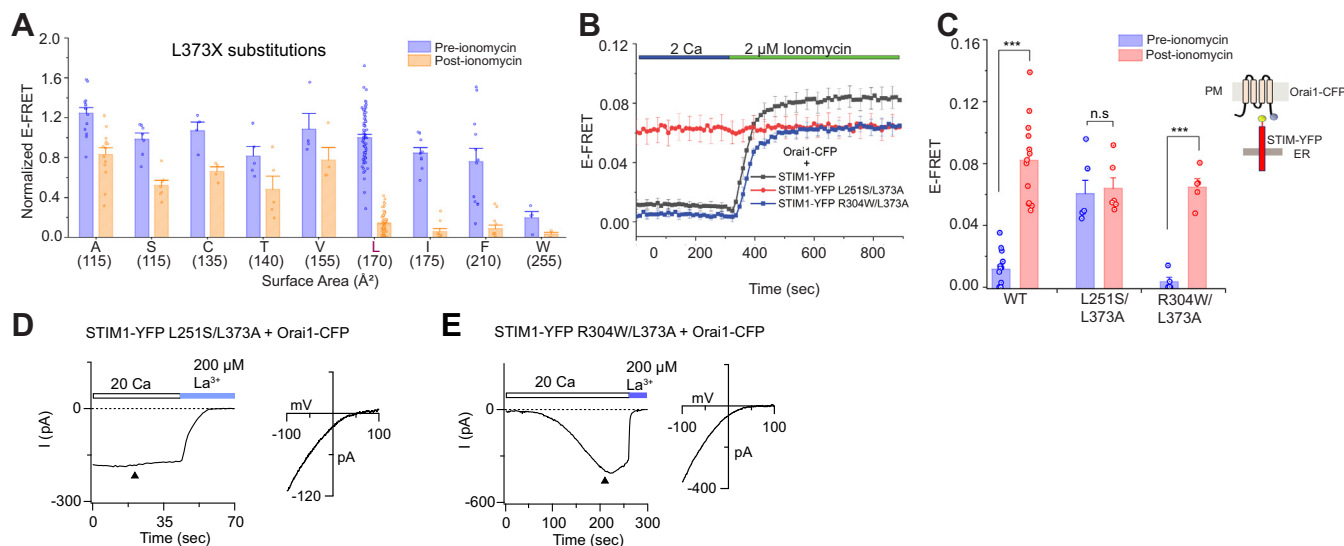 A
L373X substitutions
Pre-ionomycin
Post-ionomycin
Normalized E-FRET
2.0
1.6
1.2
0.8
0.4
0.0
A S C T V L I F W
(115) (115) (135) (140) (155) (170) (175) (210) (255)
Surface Area (Å²)
B
2 Ca
2 µM Ionomycin
E-FRET
0.12
0.08
0.04
0.00
Orai1-CFP
+
STIM1-YFP
STIM1-YFP L251S/L373A
STIM1-YFP R304W/L373A
0 200 400 600 800
Time (sec)
C
Pre-ionomycin
Post-ionomycin
E-FRET
0.16
0.12
0.08
0.04
0.00
***
n.s
***
WT
L251S/
L373A
R304W/
L373A
PM
Orai1-CFP
STIM-YFP
ER
D
STIM1-YFP L251S/L373A + Orai1-CFP
20 Ca
200 µM
La³⁺
I (pA)
0
-300
0 35 70
Time (sec)
mV
-100
100
pA
-120
E
STIM1-YFP R304W/L373A + Orai1-CFP
20 Ca
200 µM
La³⁺
I (pA)
0
-600
0 100 200 300
Time (sec)
mV
-100
100
pA
-400